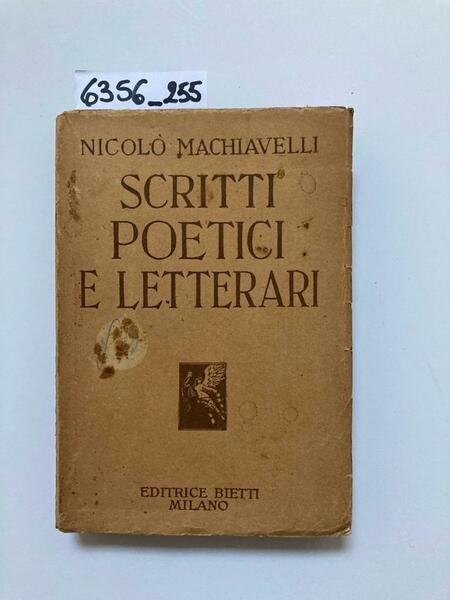 6356_255
NICOLÒ MACHIAVELLI
SCRITTI
POETICI
E LETTERARI
EDITRICE BIETTI
MILANO